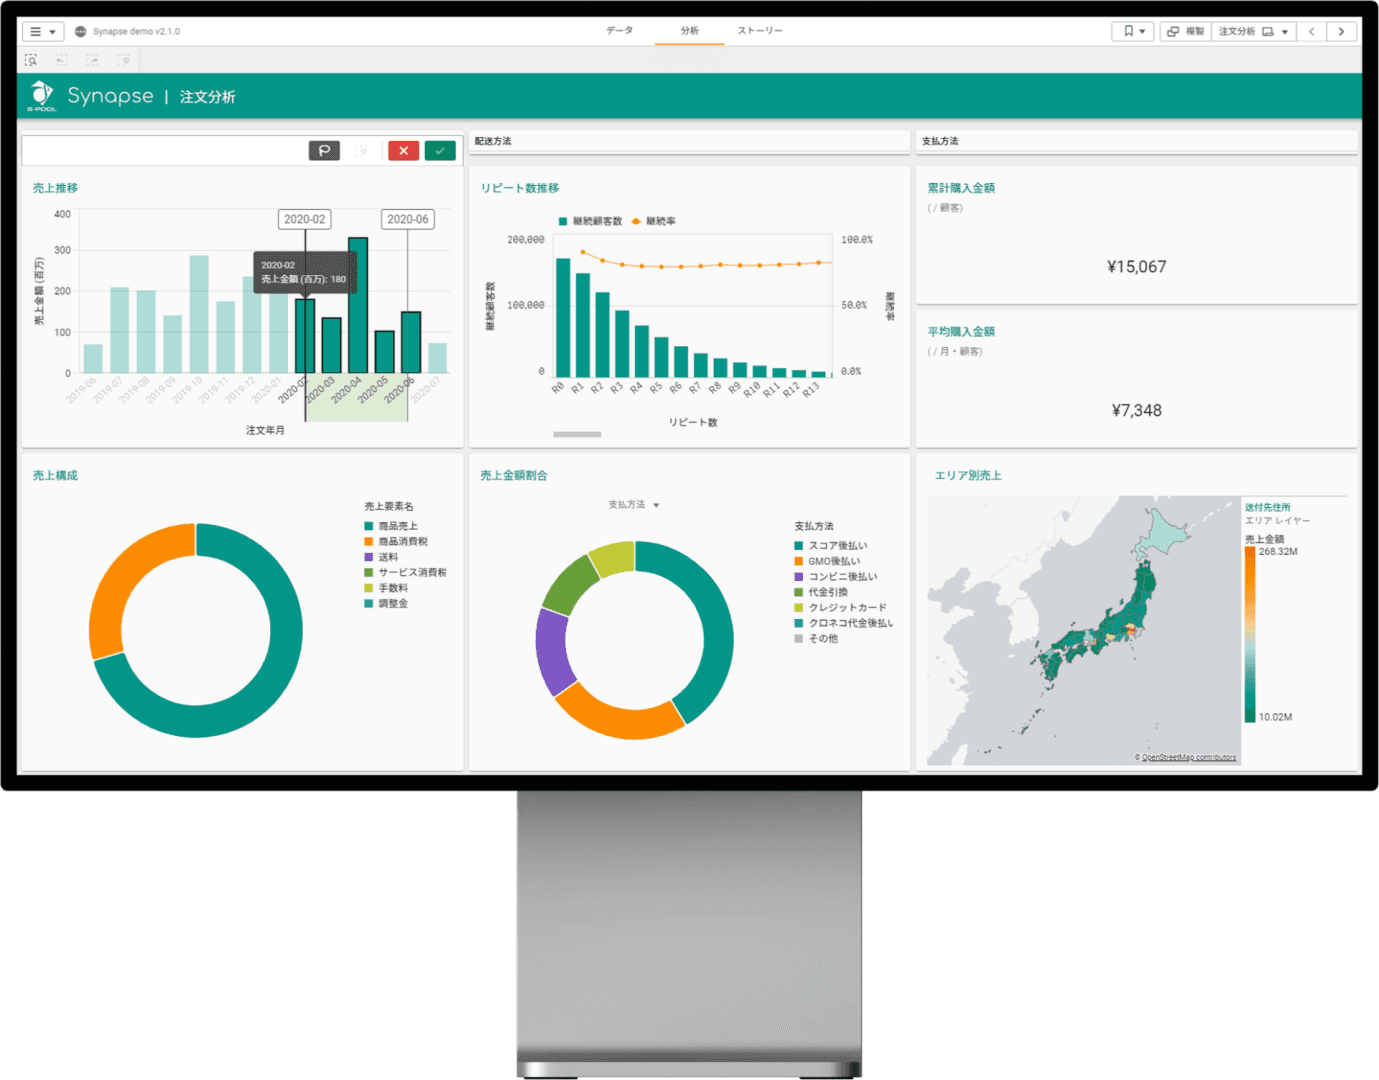 Synapse demo v2.1.0
データ
分析
ストーリー
複製
注文分析
S-POOL
Synapse | 注文分析
配送方法
支払方法
売上推移
400
300
200
100
0
売上金額 (百万)
2020-02
2020-06
2020-02
売上金額 (百万): 180
2019-06
2019-07
2019-08
2019-09
2019-10
2019-11
2019-12
2020-01
2020-02
2020-03
2020-04
2020-05
2020-06
2020-07
注文年月
リピート数推移
継続顧客数
継続率
200,000
100,000
0
継続顧客数
100.0%
50.0%
0.0%
継続率
R0
R1
R2
R3
R4
R5
R6
R7
R8
R9
R10
R11
R12
R13
リピート数
累計購入金額
( / 顧客)
¥15,067
平均購入金額
( / 月・顧客)
¥7,348
売上構成
売上要素名
商品売上
商品消費税
送料
サービス消費税
手数料
調整金
売上金額割合
支払方法
支払方法
スコア後払い
GMO後払い
コンビニ後払い
代金引換
クレジットカード
クロネコ代金後払い
その他
エリア別売上
送付先住所
エリア レイヤー
売上金額
268.32M
10.02M
© OpenStreetMap contributors